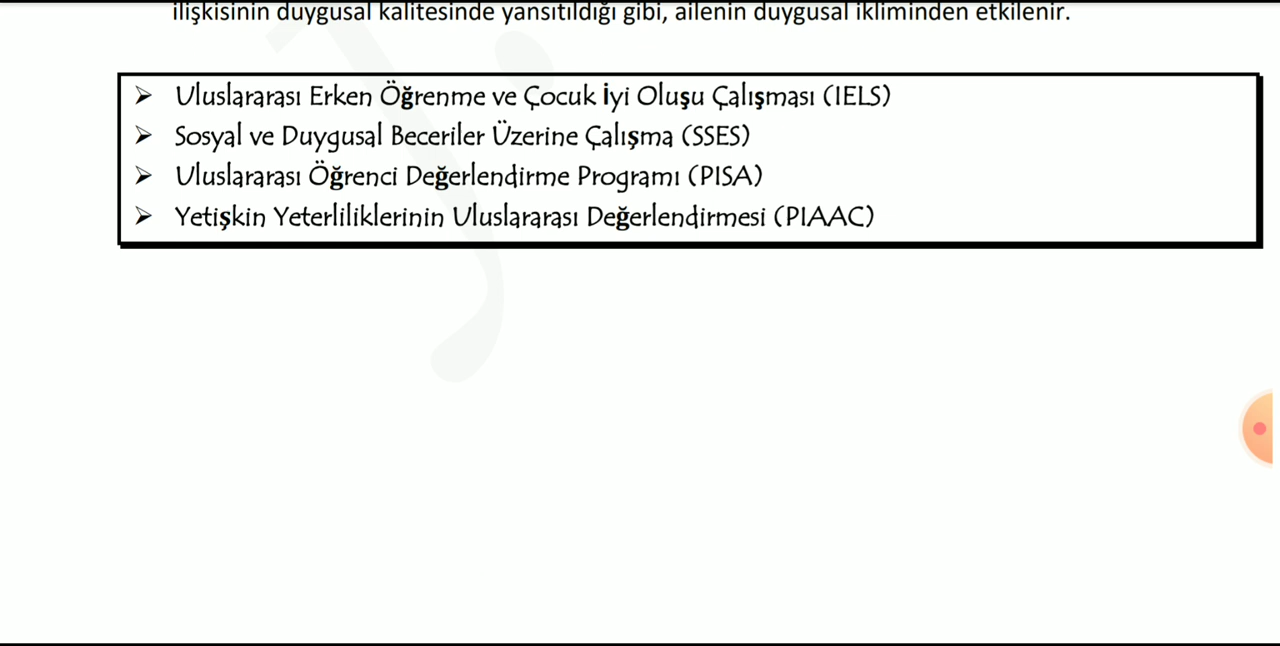 ilişkisinin duygusal kalitesinde yansıtıldığı gibi, ailenin duygusal ikliminden etkilenir.
➢ Uluslararası Erken Öğrenme ve Çocuk İyi Oluşu Çalışması (IELS)
➢ Sosyal ve Duygusal Beceriler Üzerine Çalışma (SSES)
➢ Uluslararası Öğrenci Değerlendirme Programı (PISA)
➢ Yetişkin Yeterliliklerinin Uluslararası Değerlendirmesi (PIAAC)